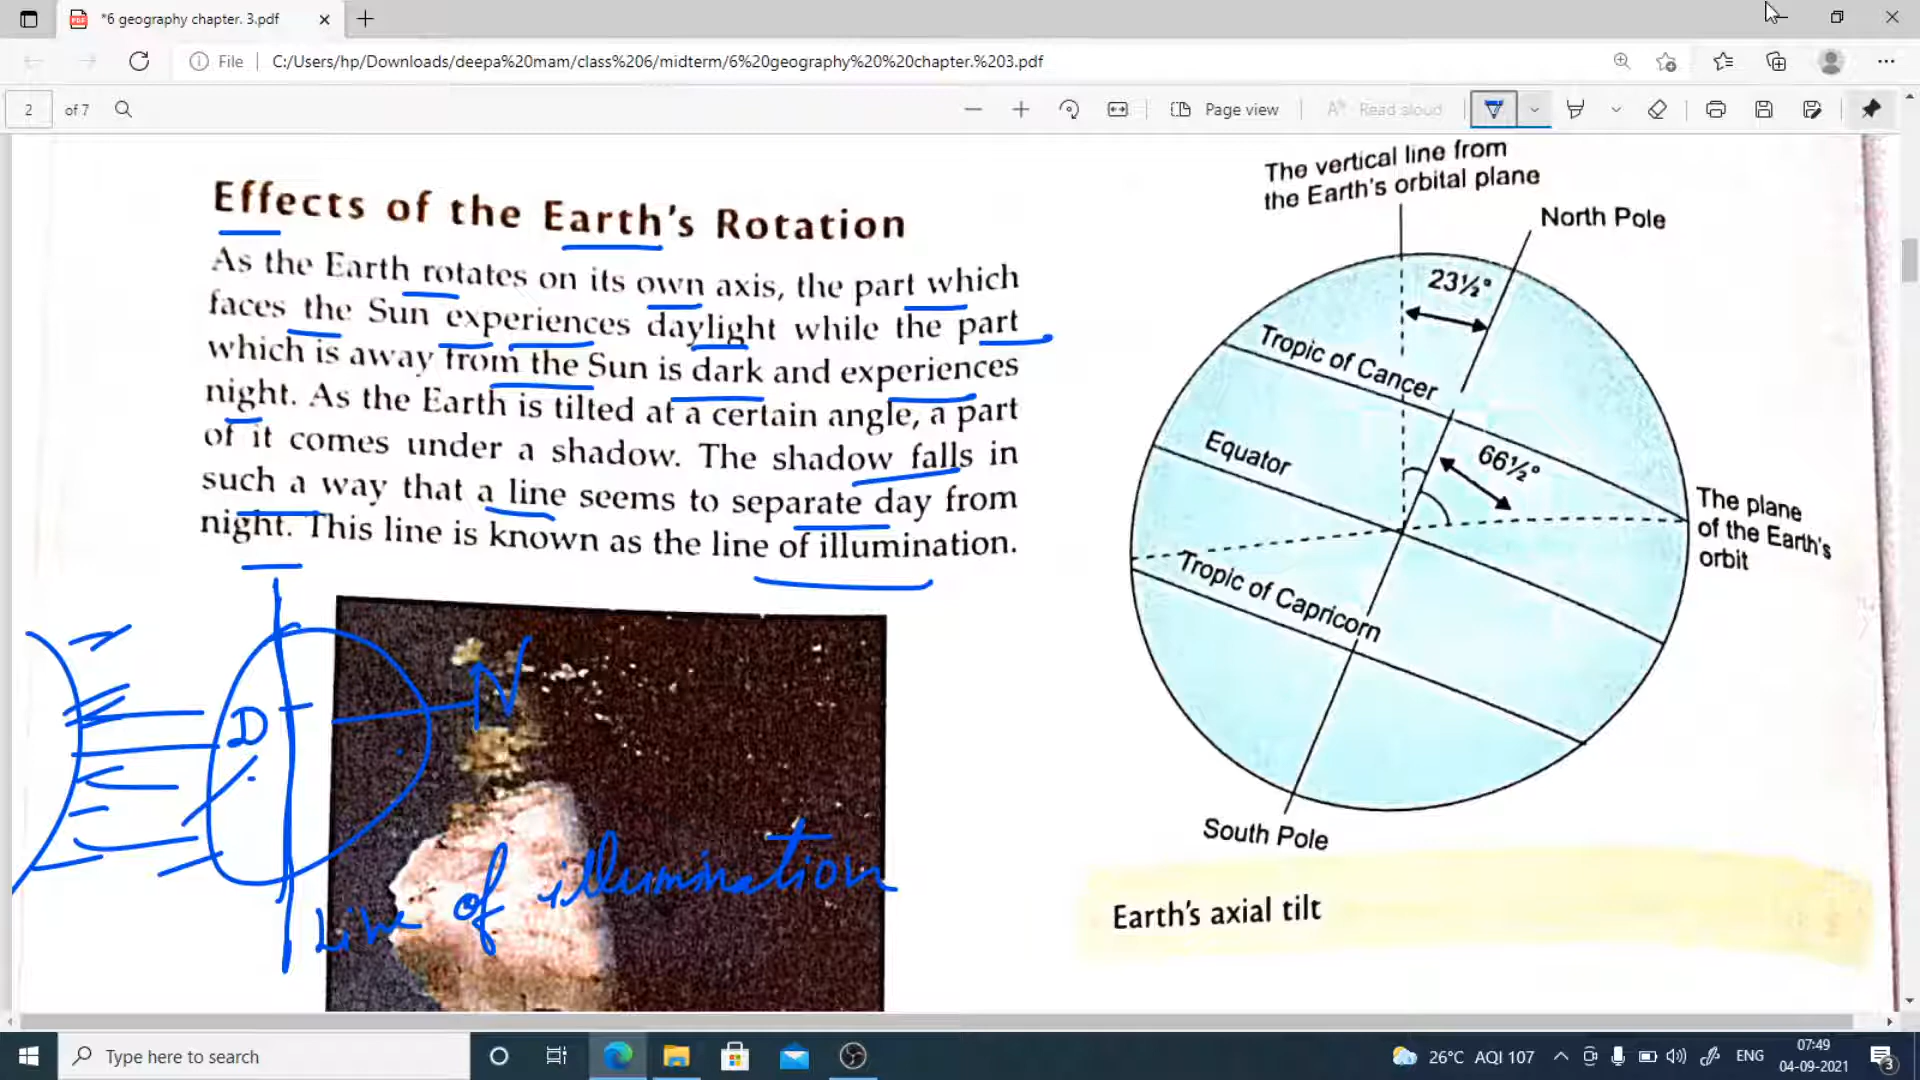 *6 geography chapter. 3.pdf
File
C:/Users/hp/Downloads/deepa%20mam/class%206/midterm/6%20geography%20%20chapter.%203.pdf
2 of 7
Page view
Read aloud
Effects of the Earth's Rotation
As the Earth rotates on its own axis, the part which
faces the Sun experiences daylight while the part
which is away from the Sun is dark and experiences
night. As the Earth is tilted at a certain angle, a part
of it comes under a shadow. The shadow falls in
such a way that a line seems to separate day from
night. This line is known as the line of illumination.
D
N
Line of illumination
The vertical line from
the Earth's orbital plane
North Pole
23½°
Tropic of Cancer
Equator
66½°
The plane
of the Earth's
orbit
Tropic of Capricorn
South Pole
Earth's axial tilt
Type here to search
26°C AQI 107
ENG
07:49
04-09-2021
3